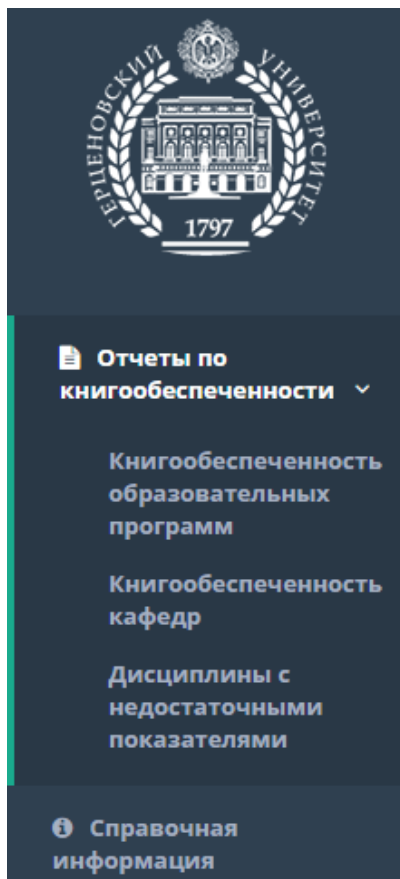 ГЕРЦЕНОВСКИЙ УНИВЕРСИТЕТ
1797
Отчеты по
книгообеспеченности
Книгообеспеченность
образовательных
программ
Книгообеспеченность
кафедр
Дисциплины с
недостаточными
показателями
Справочная
информация